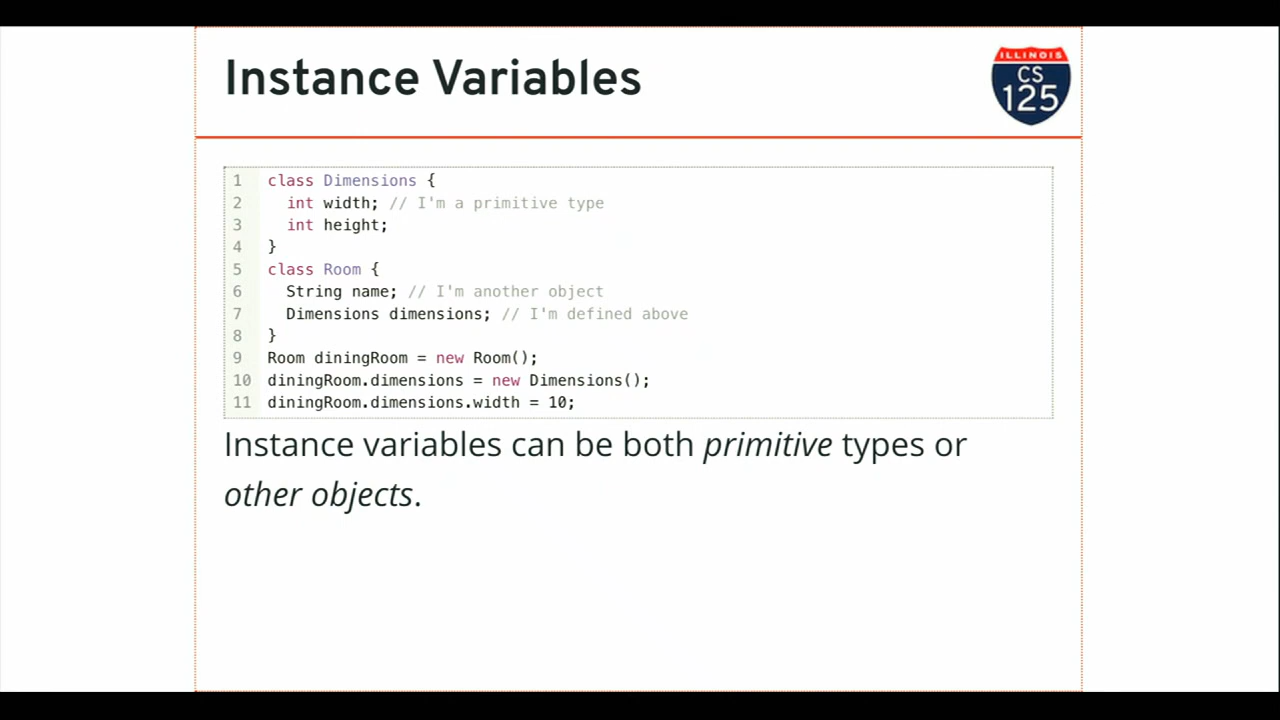 Instance Variables
ILLINOIS
CS
125
1 class Dimensions {
2   int width; // I'm a primitive type
3   int height;
4 }
5 class Room {
6   String name; // I'm another object
7   Dimensions dimensions; // I'm defined above
8 }
9 Room diningRoom = new Room();
10 diningRoom.dimensions = new Dimensions();
11 diningRoom.dimensions.width = 10;
Instance variables can be both primitive types or
other objects.